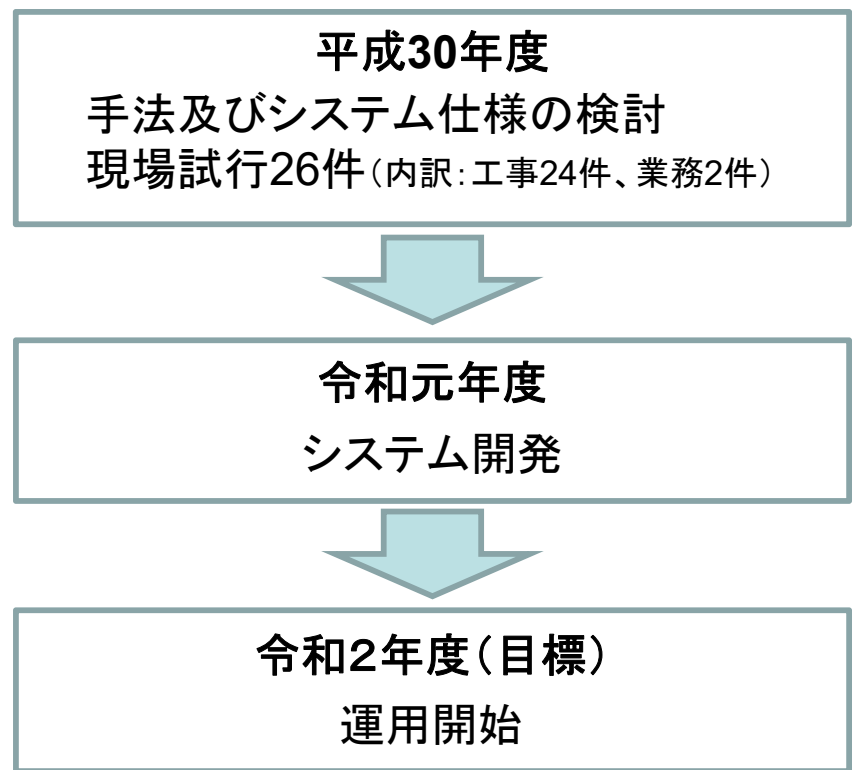 平成30年度
手法及びシステム仕様の検討
現場試行26件（内訳：工事24件、業務2件）
令和元年度
システム開発
令和２年度（目標）
運用開始